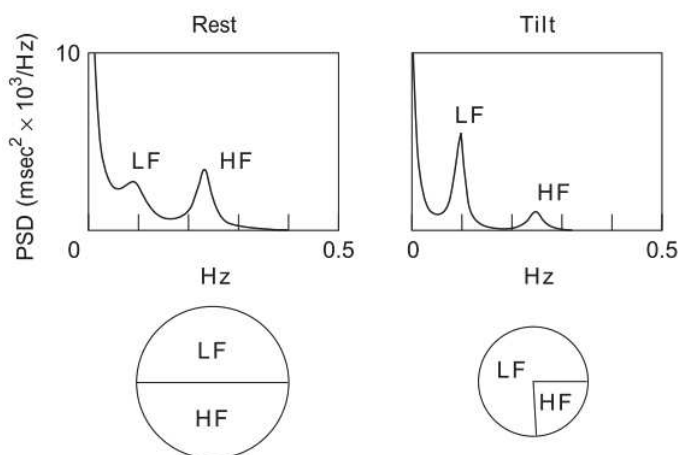 Rest
10
PSD (msec² × 10³/Hz)
LF
HF
0
0.5
Hz
LF
HF
Tilt
LF
HF
0
0.5
Hz
LF
HF